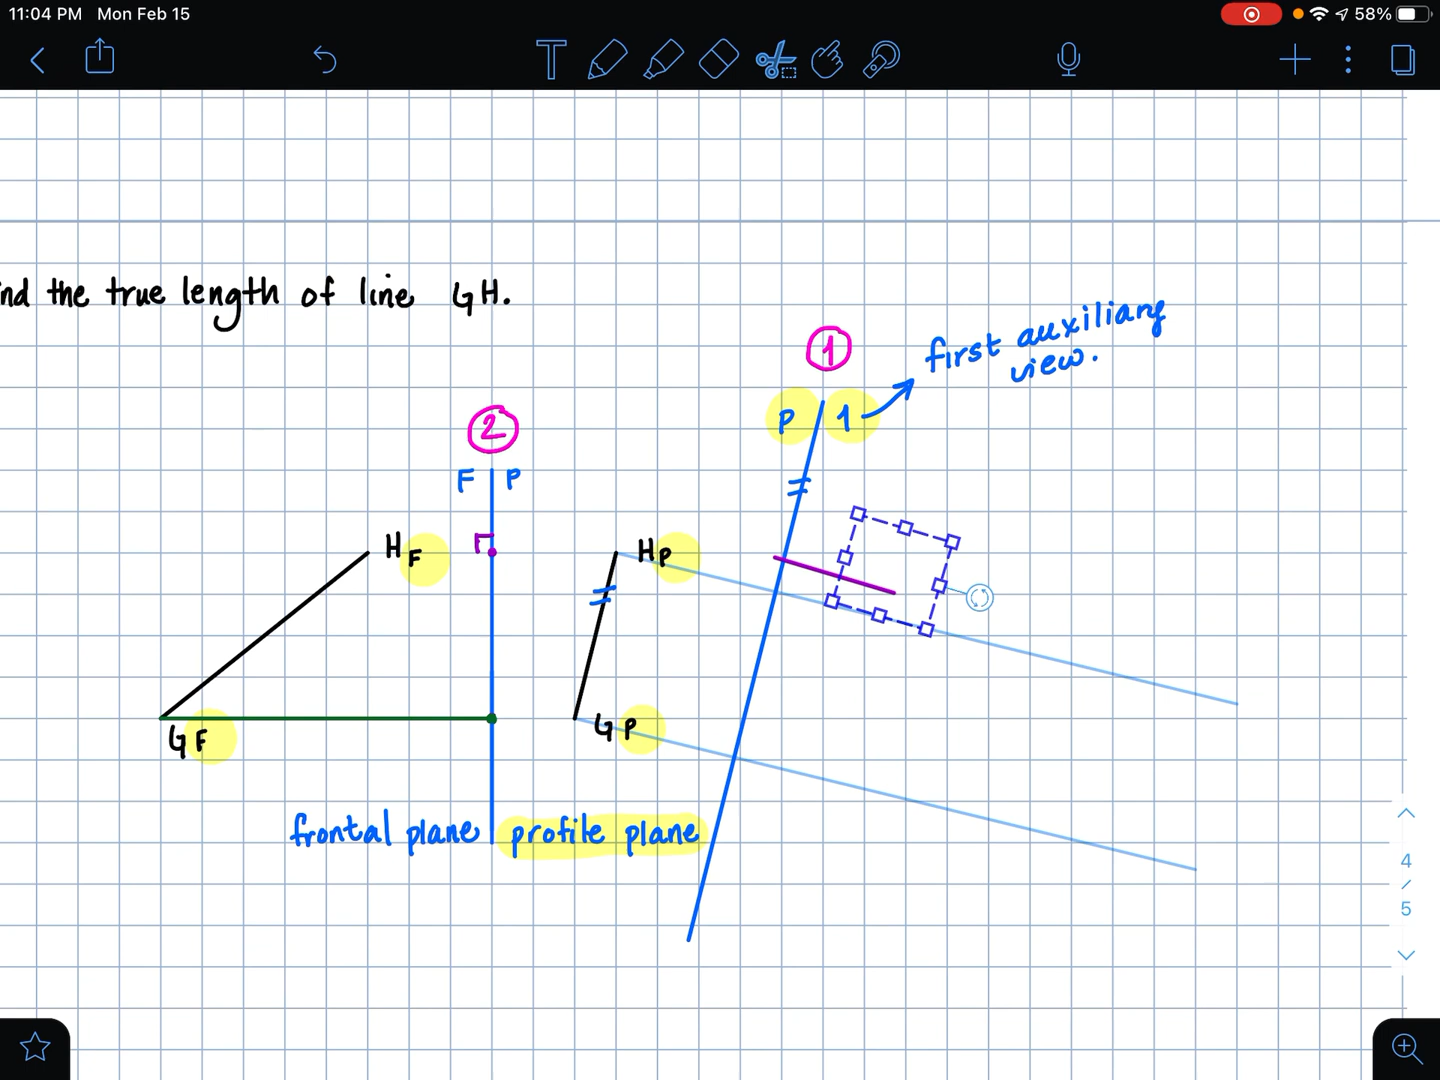 11:04 PM Mon Feb 15
58%
T
nd the true length of line GH.
1
first auxiliary
view.
P 1
2
F P
HF
HP
GF
GP
frontal plane profile plane
4
/
5